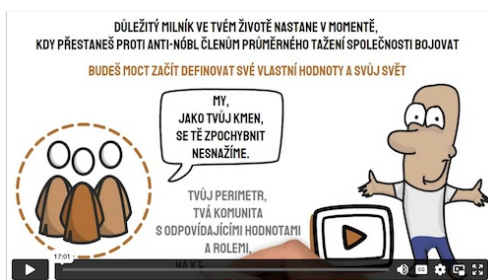 DŮLEŽITÝ MILNÍK VE TVÉM ŽIVOTĚ NASTANE V MOMENTĚ,
KDY PŘESTANEŠ PROTI ANTI-NÓBL ČLENŮM PRŮMĚRNÉHO TAŽENÍ SPOLEČNOSTI BOJOVAT
BUDEŠ MOCT ZAČÍT DEFINOVAT SVÉ VLASTNÍ HODNOTY A SVŮJ SVĚT
MY,
JAKO TVŮJ KMEN,
SE TĚ ZPOCHYBNIT
NESNAŽÍME.
TVŮJ PERIMETR,
TVÁ KOMUNITA
S ODPOVÍDAJÍCÍMI HODNOTAMI
A ROLEMI,
17:01
CC